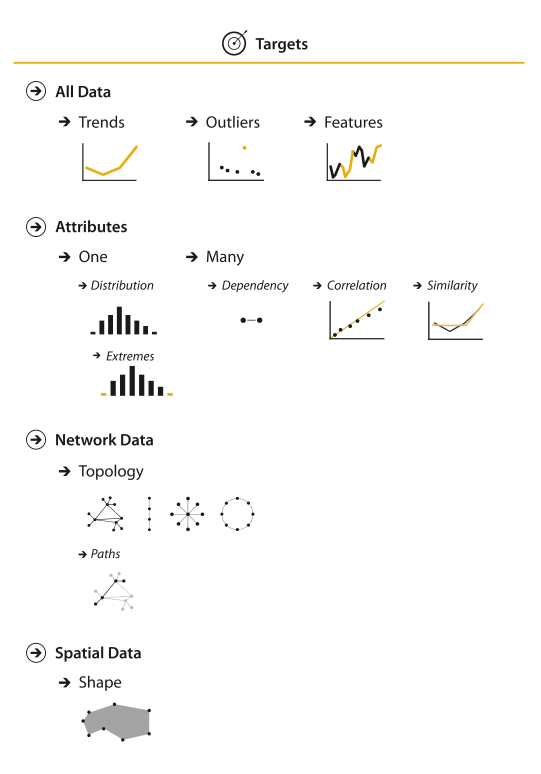 Targets
All Data
Trends
Outliers
Features
Attributes
One
Many
Distribution
Dependency
Correlation
Similarity
Extremes
Network Data
Topology
Paths
Spatial Data
Shape